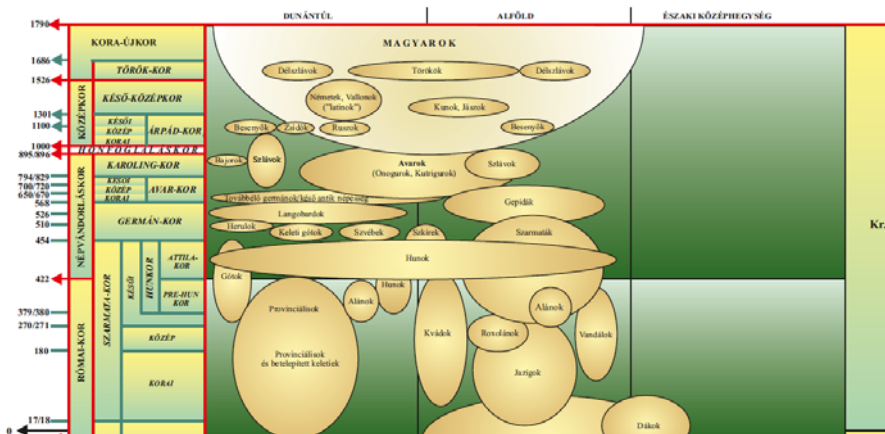 DUNÁNTÚL
ALFÖLD
ÉSZAKI KÖZÉPHEGYSÉG
1790
1686
1526
1301
1100
1000
895/896
794/829
700/720
650/670
568
526
510
454
422
379/380
270/271
180
17/18
0
KORA-ÚJKOR
TÖRÖK-KOR
KÖZÉPKOR
KÉSŐ-KÖZÉPKOR
KÉSŐI
KÖZÉP
KORAI
ÁRPÁD-KOR
HONFOGLALÁSKOR
NÉPVÁNDORLÁSKOR
KAROLING-KOR
KÉSŐI
KÖZÉP
KORAI
AVAR-KOR
GERMÁN-KOR
SZARMATA-KOR
KÉSŐI
HUNKOR
ATTILA-
KOR
PRE-HUN
KOR
RÓMAI-KOR
KÖZÉP
KORAI
MAGYAROK
Délszlávok
Törökök
Délszlávok
Németek, Vallonok
("latinok")
Kunok, Jászok
Besenyők
Zsidók
Ruszok
Besenyők
Bajorok
Szlávok
Avarok
(Onogurok, Kutrigurok)
Szlávok
Továbbélő germánok/késő antik népesség
Langobardok
Gepidák
Herulok
Keleti gótok
Szvébek
Szkírek
Szarmaták
Hunok
Gótok
Hunok
Alánok
Provinciálisok
Provinciálisok
és betelepített keletiek
Kvádok
Roxolánok
Alánok
Vandálok
Jazigok
Dákok
Kr.